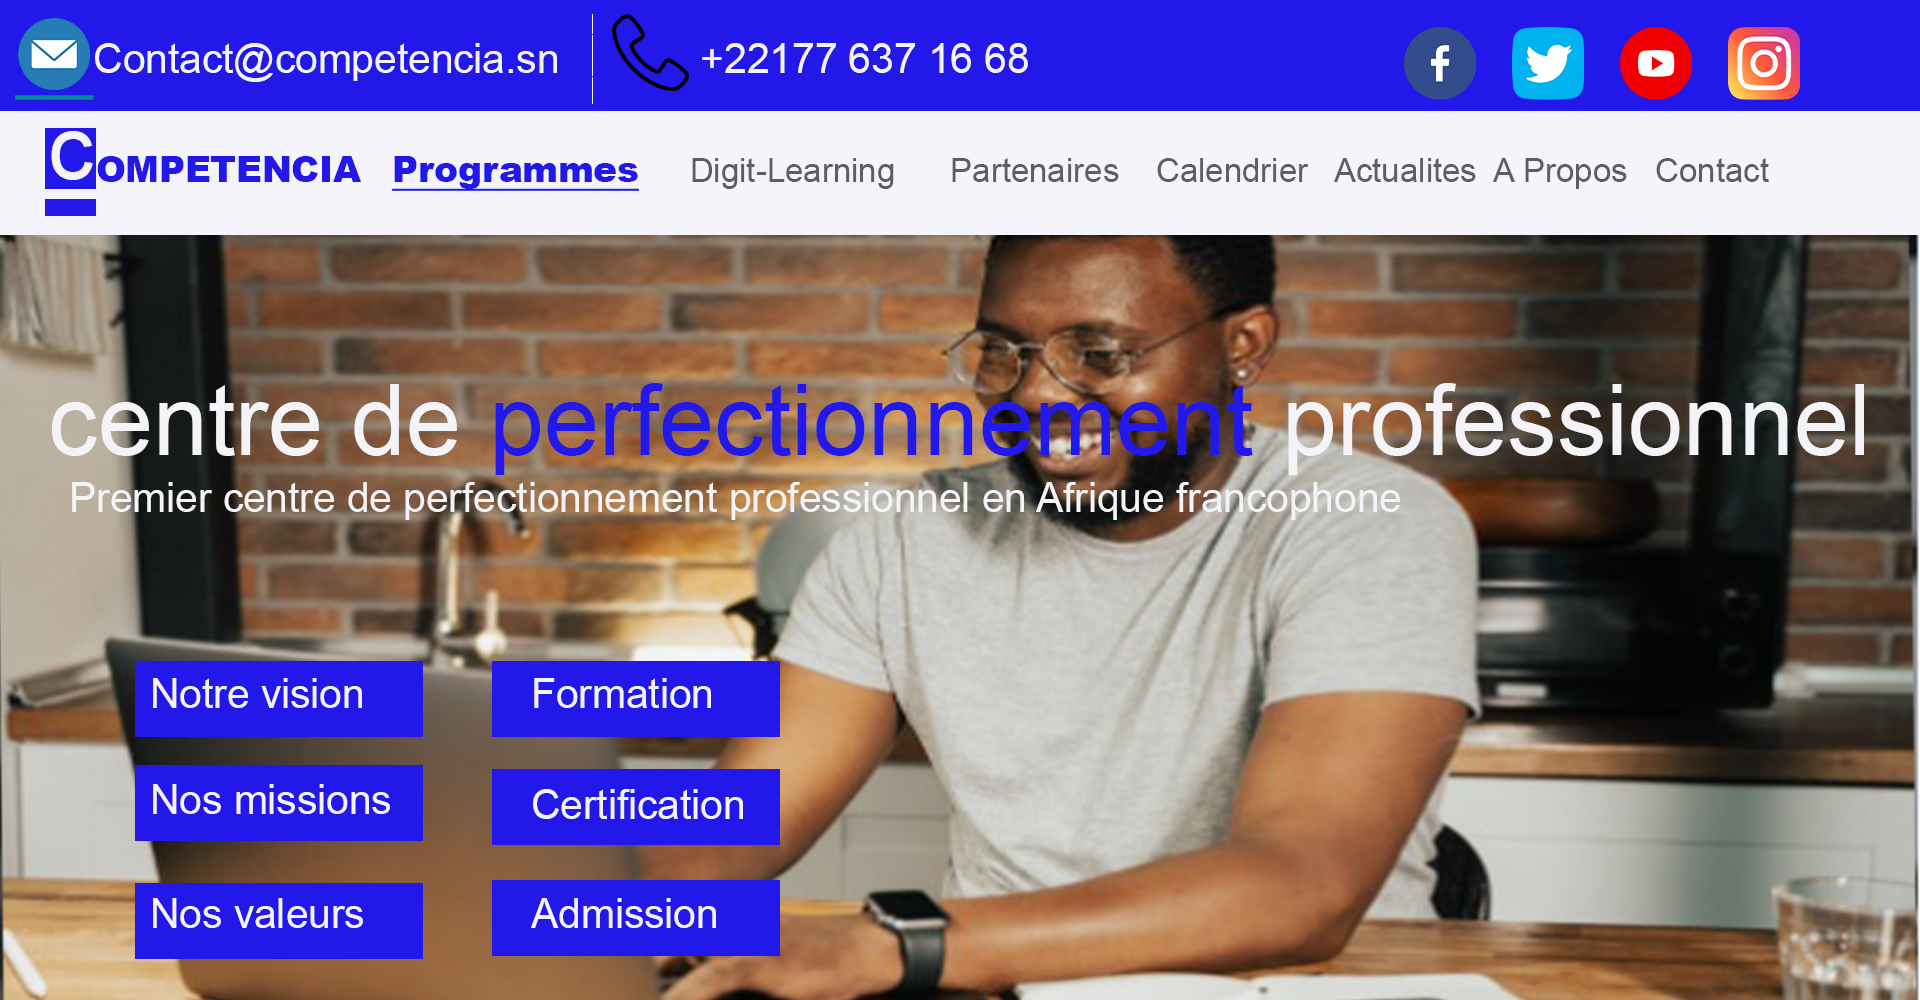 Contact@competencia.sn +22177 637 16 68
COMPETENCIA Programmes Digit-Learning Partenaires Calendrier Actualites A Propos Contact
centre de perfectionnement professionnel
Premier centre de perfectionnement professionnel en Afrique francophone
Notre vision Formation
Nos missions Certification
Nos valeurs Admission